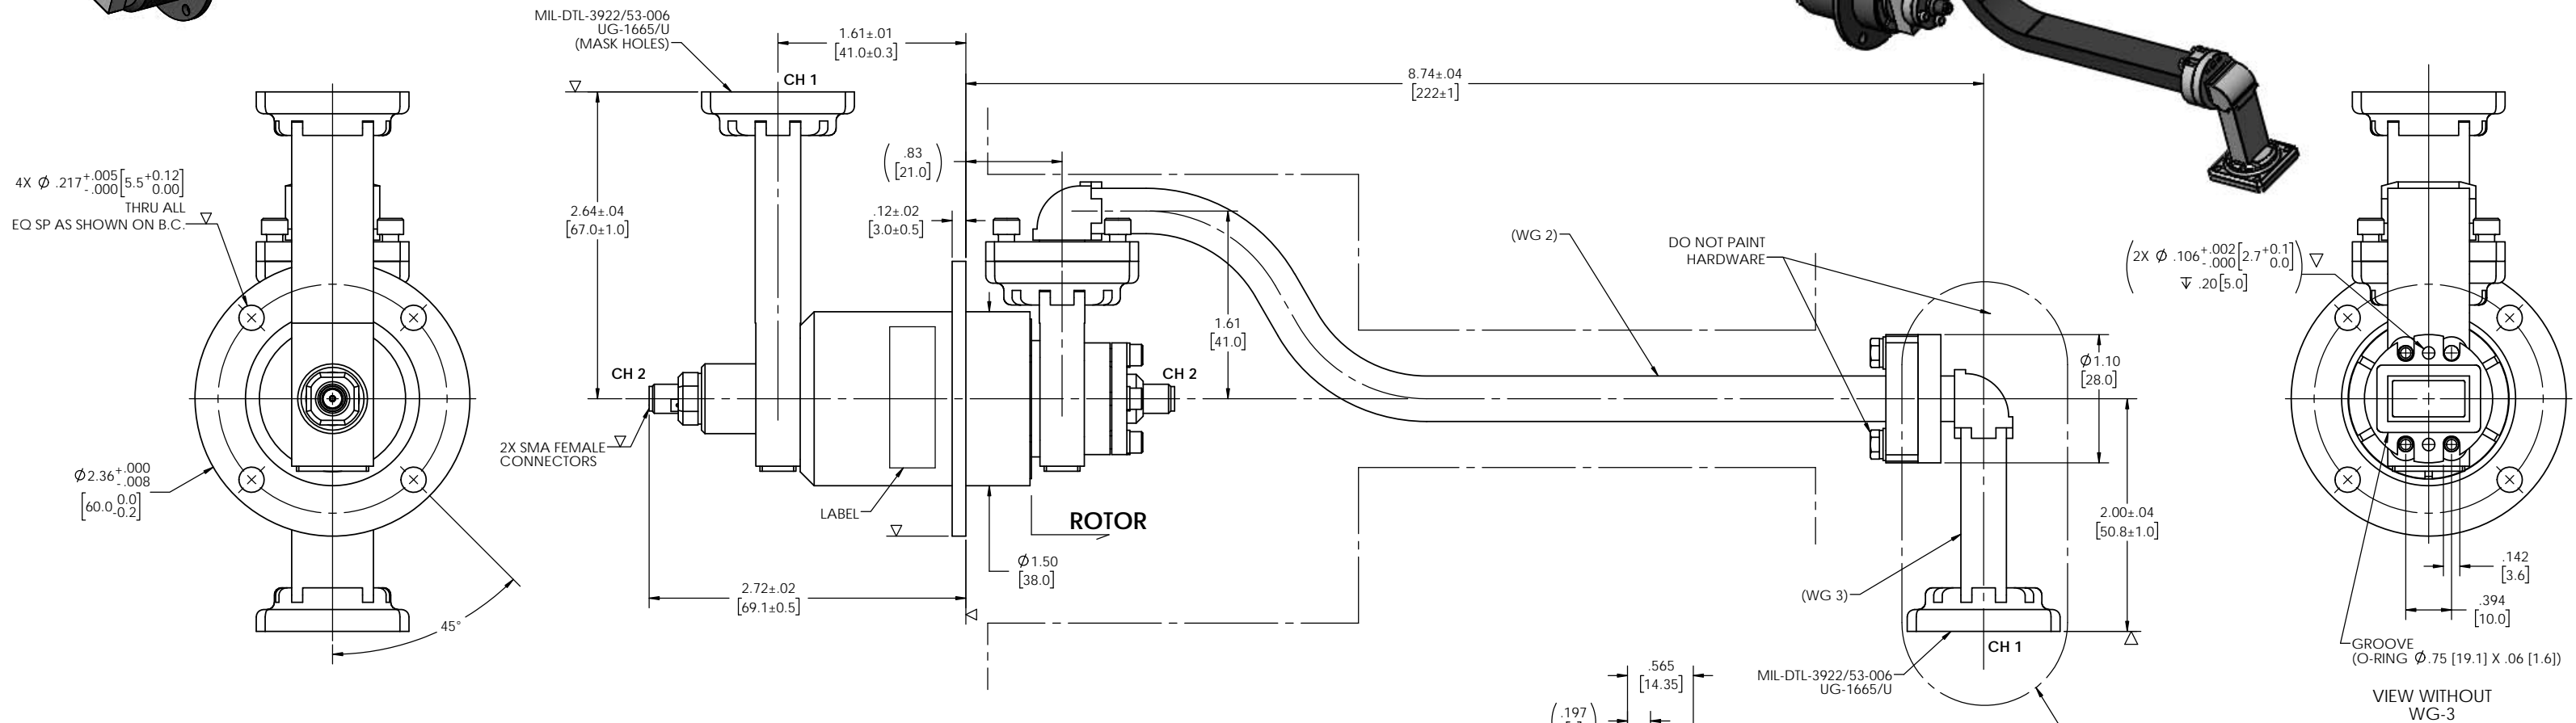 MIL-DTL-3922/53-006
UG-1665/U
(MASK HOLES)
1.61±.01
[41.0±0.3]
CH 1
8.74±.04
[222±1]
4X Ø .217 +.005 -.000 [5.5 +0.12 0.00]
THRU ALL
EQ SP AS SHOWN ON B.C.
2.64±.04
[67.0±1.0]
(.83
[21.0])
.12±.02
[3.0±0.5]
(WG 2)
DO NOT PAINT
HARDWARE
(2X Ø .106 +.002 -.000 [2.7 +0.1 0.0]
↧ .20[5.0])
1.61
[41.0]
CH 2
CH 2
Ø1.10
[28.0]
2X SMA FEMALE
CONNECTORS
Ø2.36 +.000 -.008
[60.0 0.0 -0.2]
LABEL
ROTOR
2.00±.04
[50.8±1.0]
Ø1.50
[38.0]
2.72±.02
[69.1±0.5]
45°
(WG 3)
.142
[3.6]
.394
[10.0]
CH 1
GROOVE
(O-RING Ø.75 [19.1] X .06 [1.6])
MIL-DTL-3922/53-006
UG-1665/U
.565
[14.35]
(.197
VIEW WITHOUT
WG-3